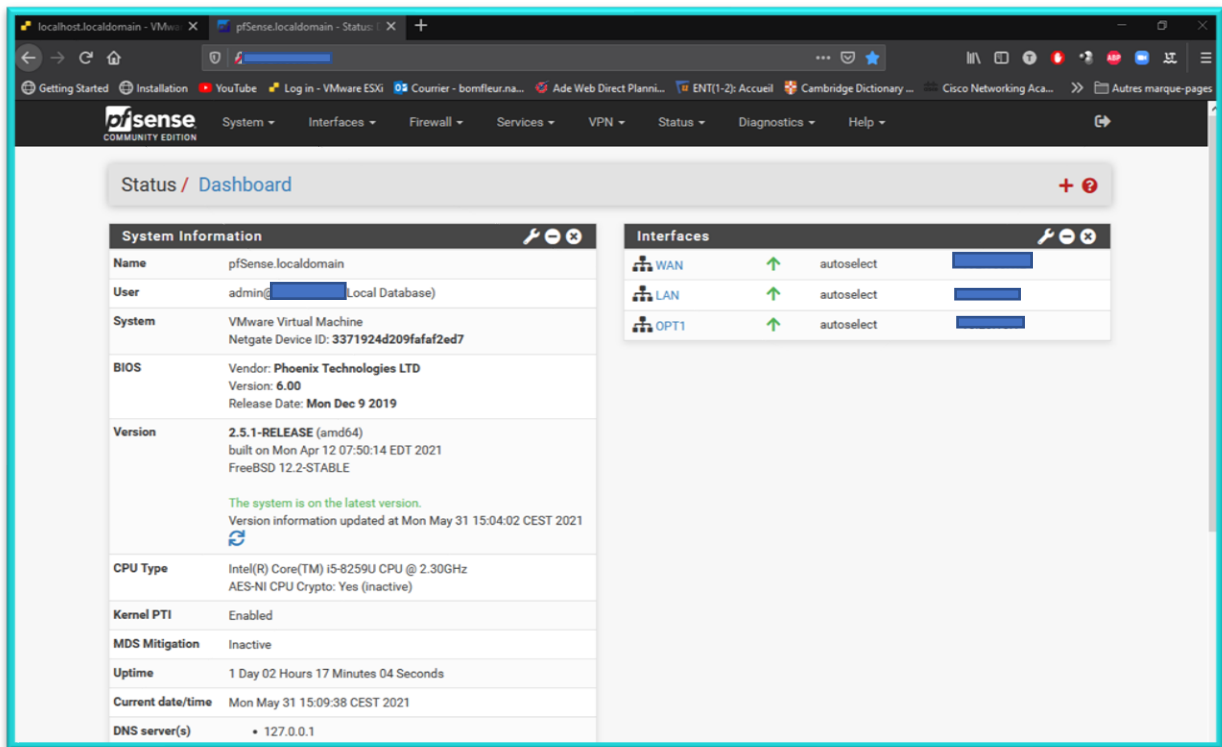 localhost.localdomain - VMwa
pfSense.localdomain - Status:
Getting Started
Installation
YouTube
Log in - VMware ESXi
Courrier - bomfleur.na...
Ade Web Direct Planni...
ENT(1-2): Accueil
Cambridge Dictionary ...
Cisco Networking Aca...
Autres marque-pages
pfsense
COMMUNITY EDITION
System
Interfaces
Firewall
Services
VPN
Status
Diagnostics
Help
Status / Dashboard
System Information
Name pfSense.localdomain
User admin@ Local Database)
System VMware Virtual Machine
Netgate Device ID: 3371924d209fafaf2ed7
BIOS Vendor: Phoenix Technologies LTD
Version: 6.00
Release Date: Mon Dec 9 2019
Version 2.5.1-RELEASE (amd64)
built on Mon Apr 12 07:50:14 EDT 2021
FreeBSD 12.2-STABLE
The system is on the latest version.
Version information updated at Mon May 31 15:04:02 CEST 2021
CPU Type Intel(R) Core(TM) i5-8259U CPU @ 2.30GHz
AES-NI CPU Crypto: Yes (inactive)
Kernel PTI Enabled
MDS Mitigation Inactive
Uptime 1 Day 02 Hours 17 Minutes 04 Seconds
Current date/time Mon May 31 15:09:38 CEST 2021
DNS server(s) • 127.0.0.1
Interfaces
WAN autoselect
LAN autoselect
OPT1 autoselect